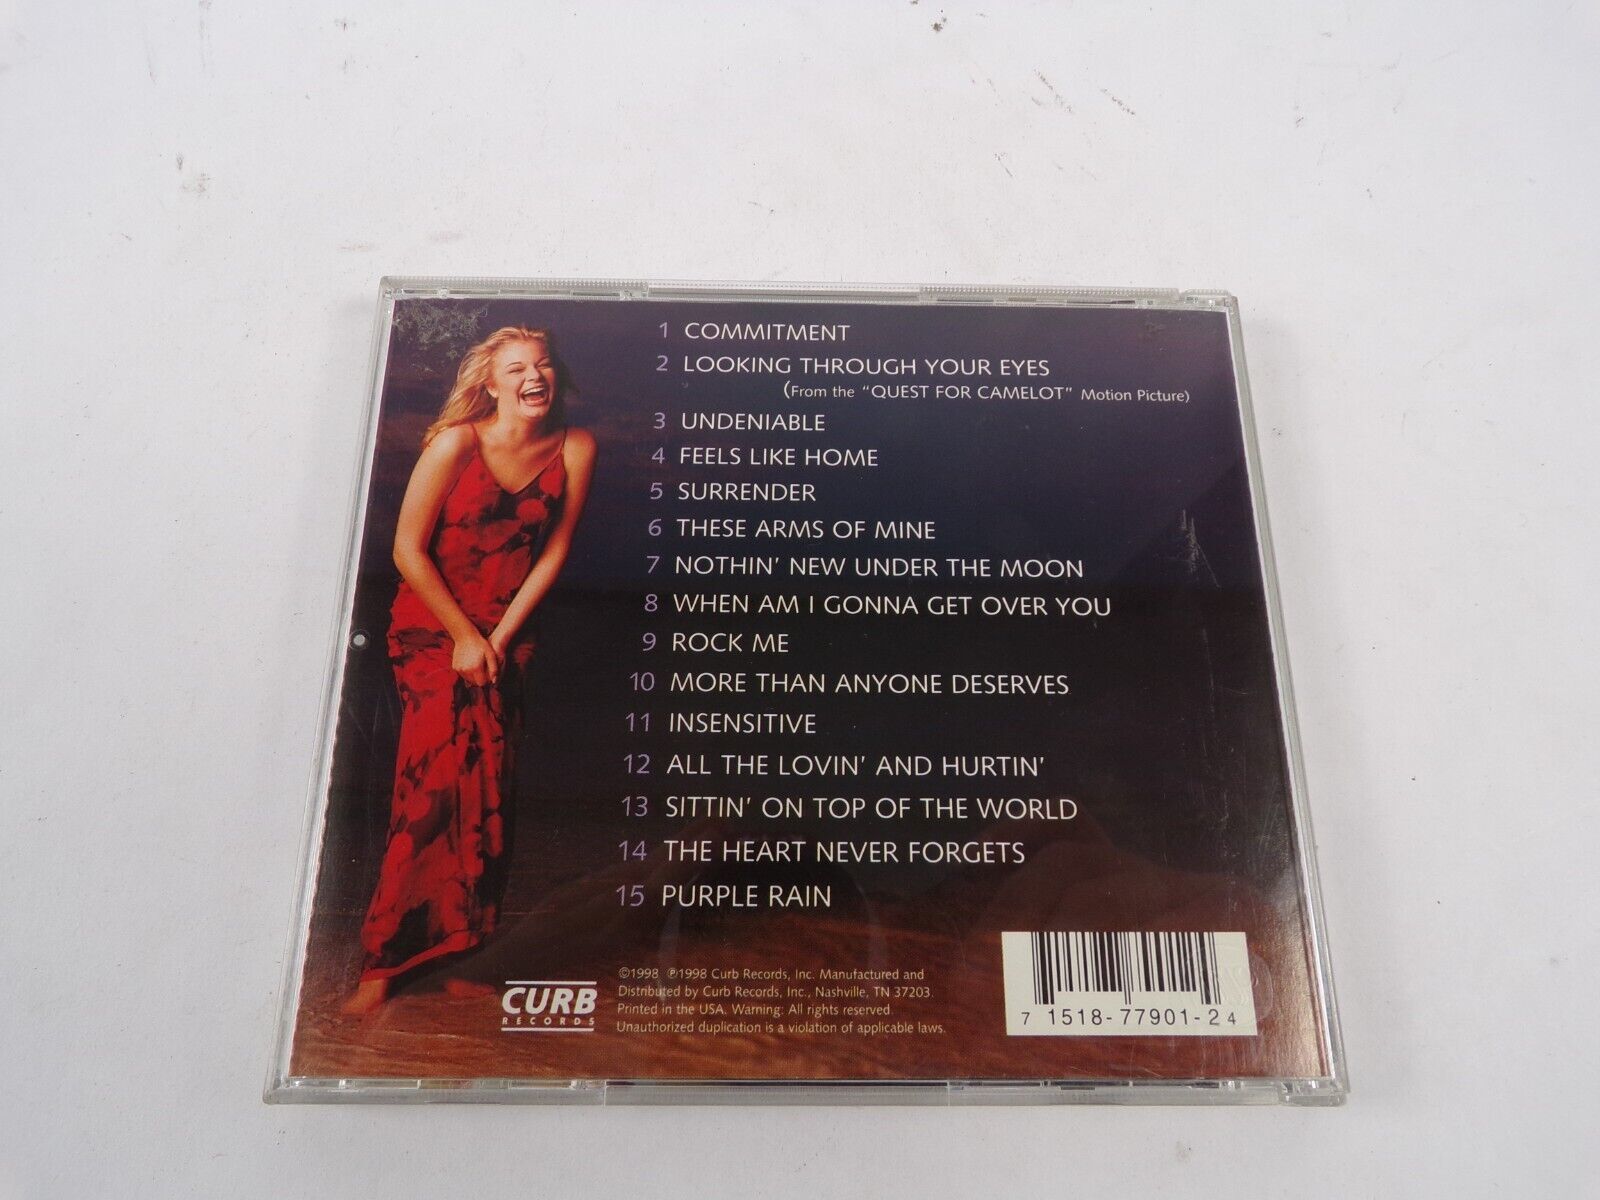 1 COMMITMENT
2 LOOKING THROUGH YOUR EYES
(From the "QUEST FOR CAMELOT" Motion Picture)
3 UNDENIABLE
4 FEELS LIKE HOME
5 SURRENDER
6 THESE ARMS OF MINE
7 NOTHIN' NEW UNDER THE MOON
8 WHEN AM I GONNA GET OVER YOU
9 ROCK ME
10 MORE THAN ANYONE DESERVES
11 INSENSITIVE
12 ALL THE LOVIN' AND HURTIN'
13 SITTIN' ON TOP OF THE WORLD
14 THE HEART NEVER FORGETS
15 PURPLE RAIN
CURB
RECORDS
©1998 ℗1998 Curb Records, Inc. Manufactured and
Distributed by Curb Records, Inc., Nashville, TN 37203.
Printed in the USA. Warning: All rights reserved.
Unauthorized duplication is a violation of applicable laws.
7 1518-77901-2 4